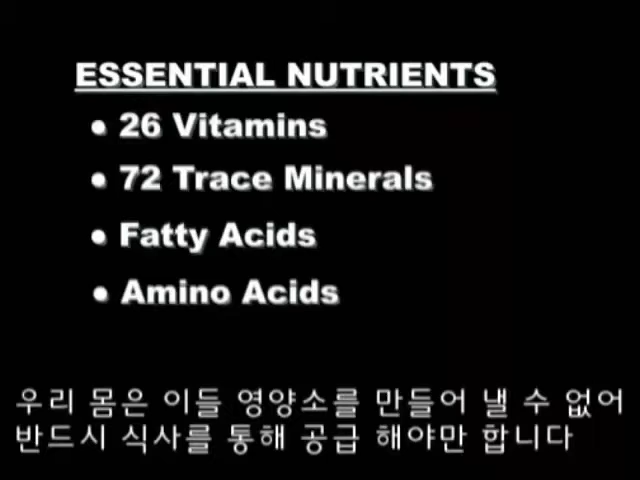 ESSENTIAL NUTRIENTS
• 26 Vitamins
• 72 Trace Minerals
• Fatty Acids
• Amino Acids
우리 몸은 이들 영양소를 만들어 낼 수 없어
반드시 식사를 통해 공급 해야만 합니다